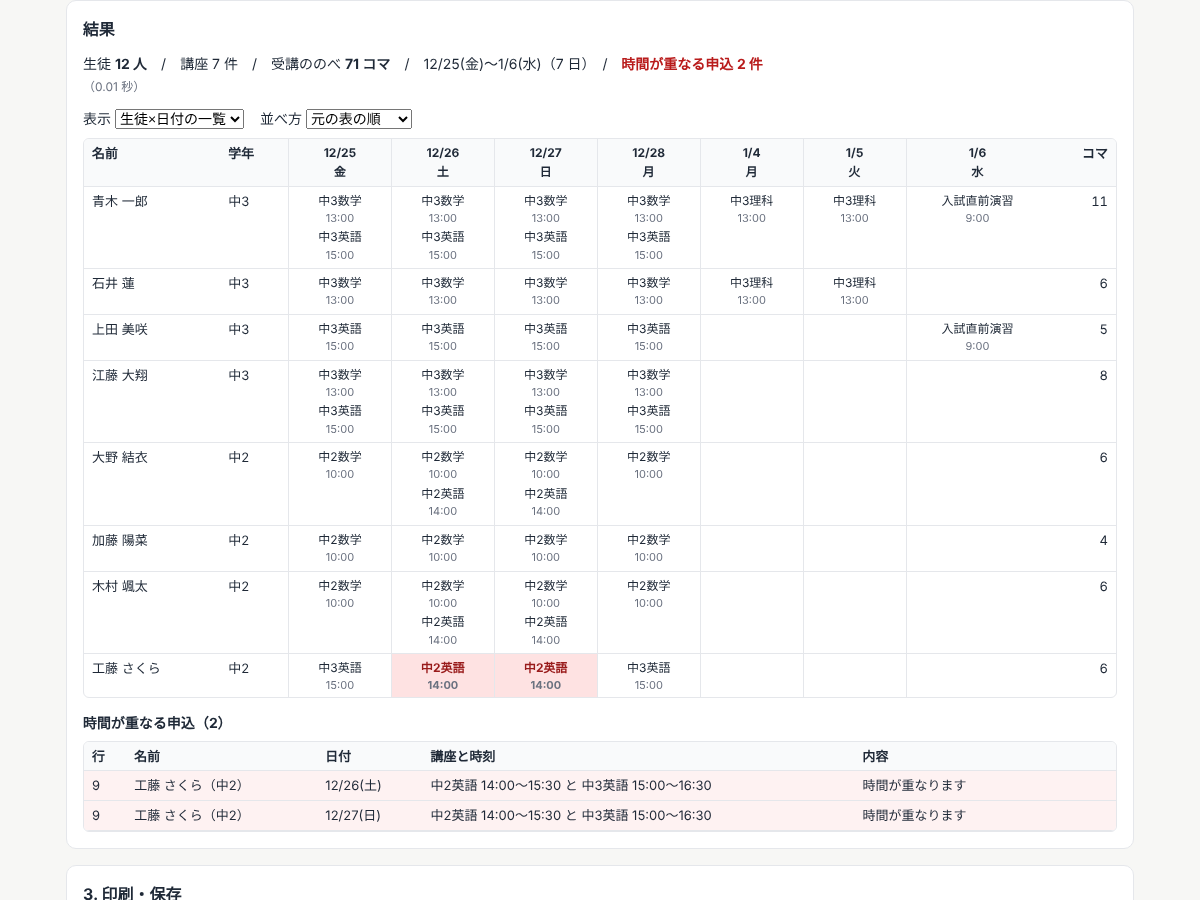 結果
生徒 12 人 / 講座 7 件 / 受講ののべ 71 コマ / 12/25(金)〜1/6(水)（7 日） / 時間が重なる申込 2 件
（0.01 秒）
表示 生徒×日付の一覧 並べ方 元の表の順
名前 学年 12/25 12/26 12/27 12/28 1/4 1/5 1/6 コマ
金 土 日 月 月 火 水
青木 一郎 中3 中3数学 中3数学 中3数学 中3数学 中3理科 中3理科 入試直前演習 11
13:00 13:00 13:00 13:00 13:00 13:00 9:00
中3英語 中3英語 中3英語 中3英語
15:00 15:00 15:00 15:00
石井 蓮 中3 中3数学 中3数学 中3数学 中3数学 中3理科 中3理科 6
13:00 13:00 13:00 13:00 13:00 13:00
上田 美咲 中3 中3英語 中3英語 中3英語 中3英語 入試直前演習 5
15:00 15:00 15:00 15:00 9:00
江藤 大翔 中3 中3数学 中3数学 中3数学 中3数学 8
13:00 13:00 13:00 13:00
中3英語 中3英語 中3英語 中3英語
15:00 15:00 15:00 15:00
大野 結衣 中2 中2数学 中2数学 中2数学 中2数学 6
10:00 10:00 10:00 10:00
中2英語 中2英語
14:00 14:00
加藤 陽菜 中2 中2数学 中2数学 中2数学 中2数学 4
10:00 10:00 10:00 10:00
木村 颯太 中2 中2数学 中2数学 中2数学 中2数学 6
10:00 10:00 10:00 10:00
中2英語 中2英語
14:00 14:00
工藤 さくら 中2 中3英語 中2英語 中2英語 中3英語 6
15:00 14:00 14:00 15:00
時間が重なる申込（2）
行 名前 日付 講座と時刻 内容
9 工藤 さくら（中2） 12/26(土) 中2英語 14:00〜15:30 と 中3英語 15:00〜16:30 時間が重なります
9 工藤 さくら（中2） 12/27(日) 中2英語 14:00〜15:30 と 中3英語 15:00〜16:30 時間が重なります
3. 印刷・保存